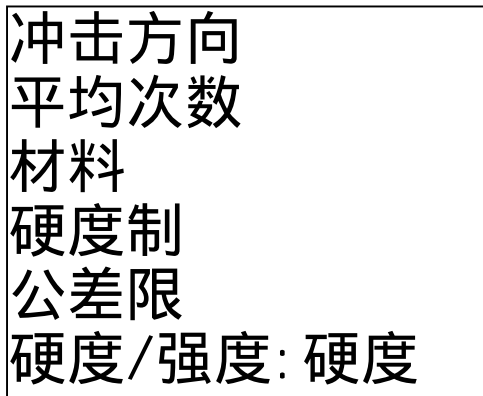 冲击方向
平均次数
材料
硬度制
公差限
硬度/强度:硬度